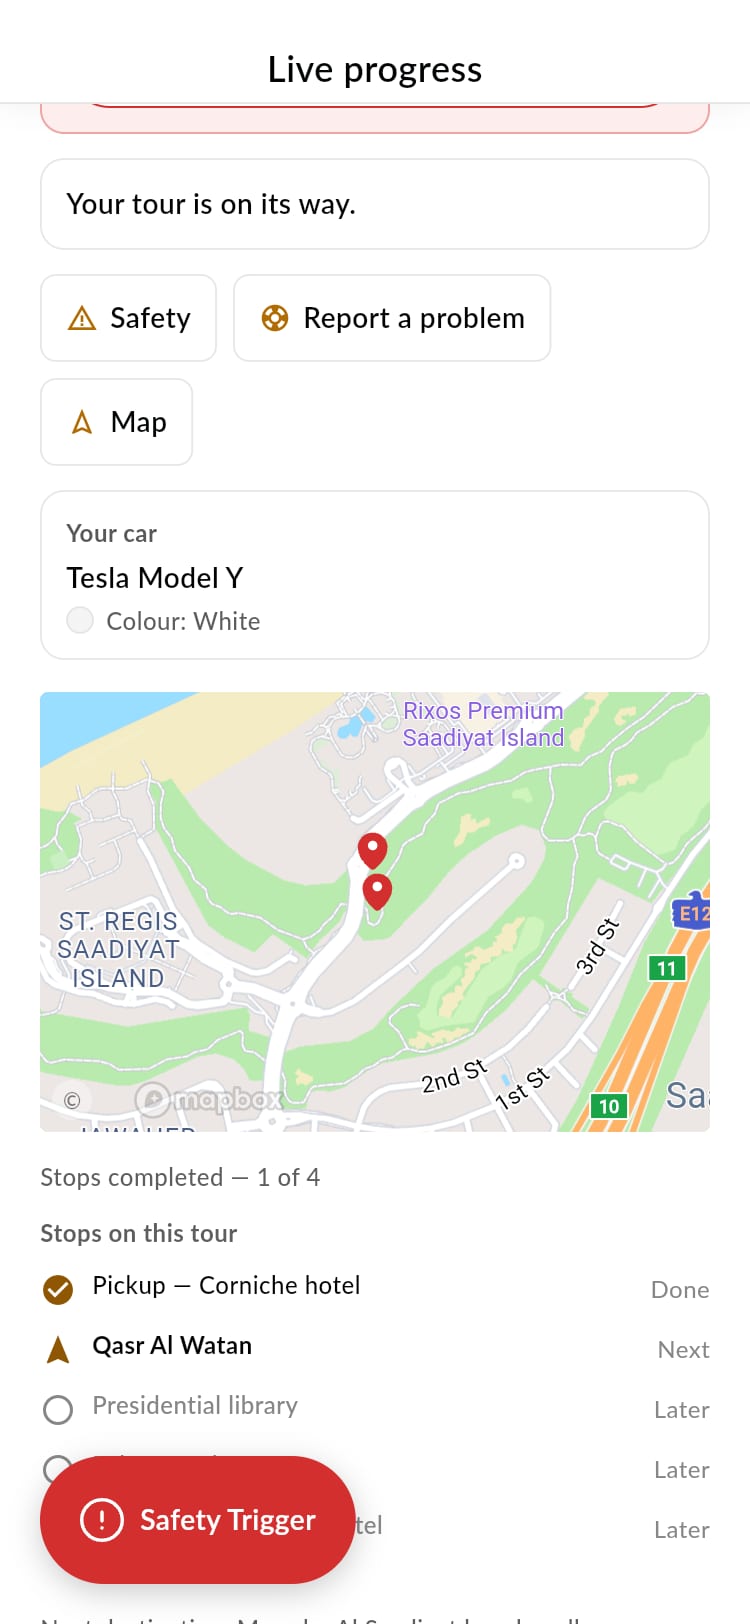 Live progress
Your tour is on its way.
Safety
Report a problem
Map
Your car
Tesla Model Y
Colour: White
Rixos Premium
Saadiyat Island
ST. REGIS
SAADIYAT
ISLAND
E12
11
3rd St
2nd St
1st St
10
© mapbox
Stops completed — 1 of 4
Stops on this tour
Pickup — Corniche hotel Done
Qasr Al Watan Next
Presidential library Later
Later
Safety Trigger
Later